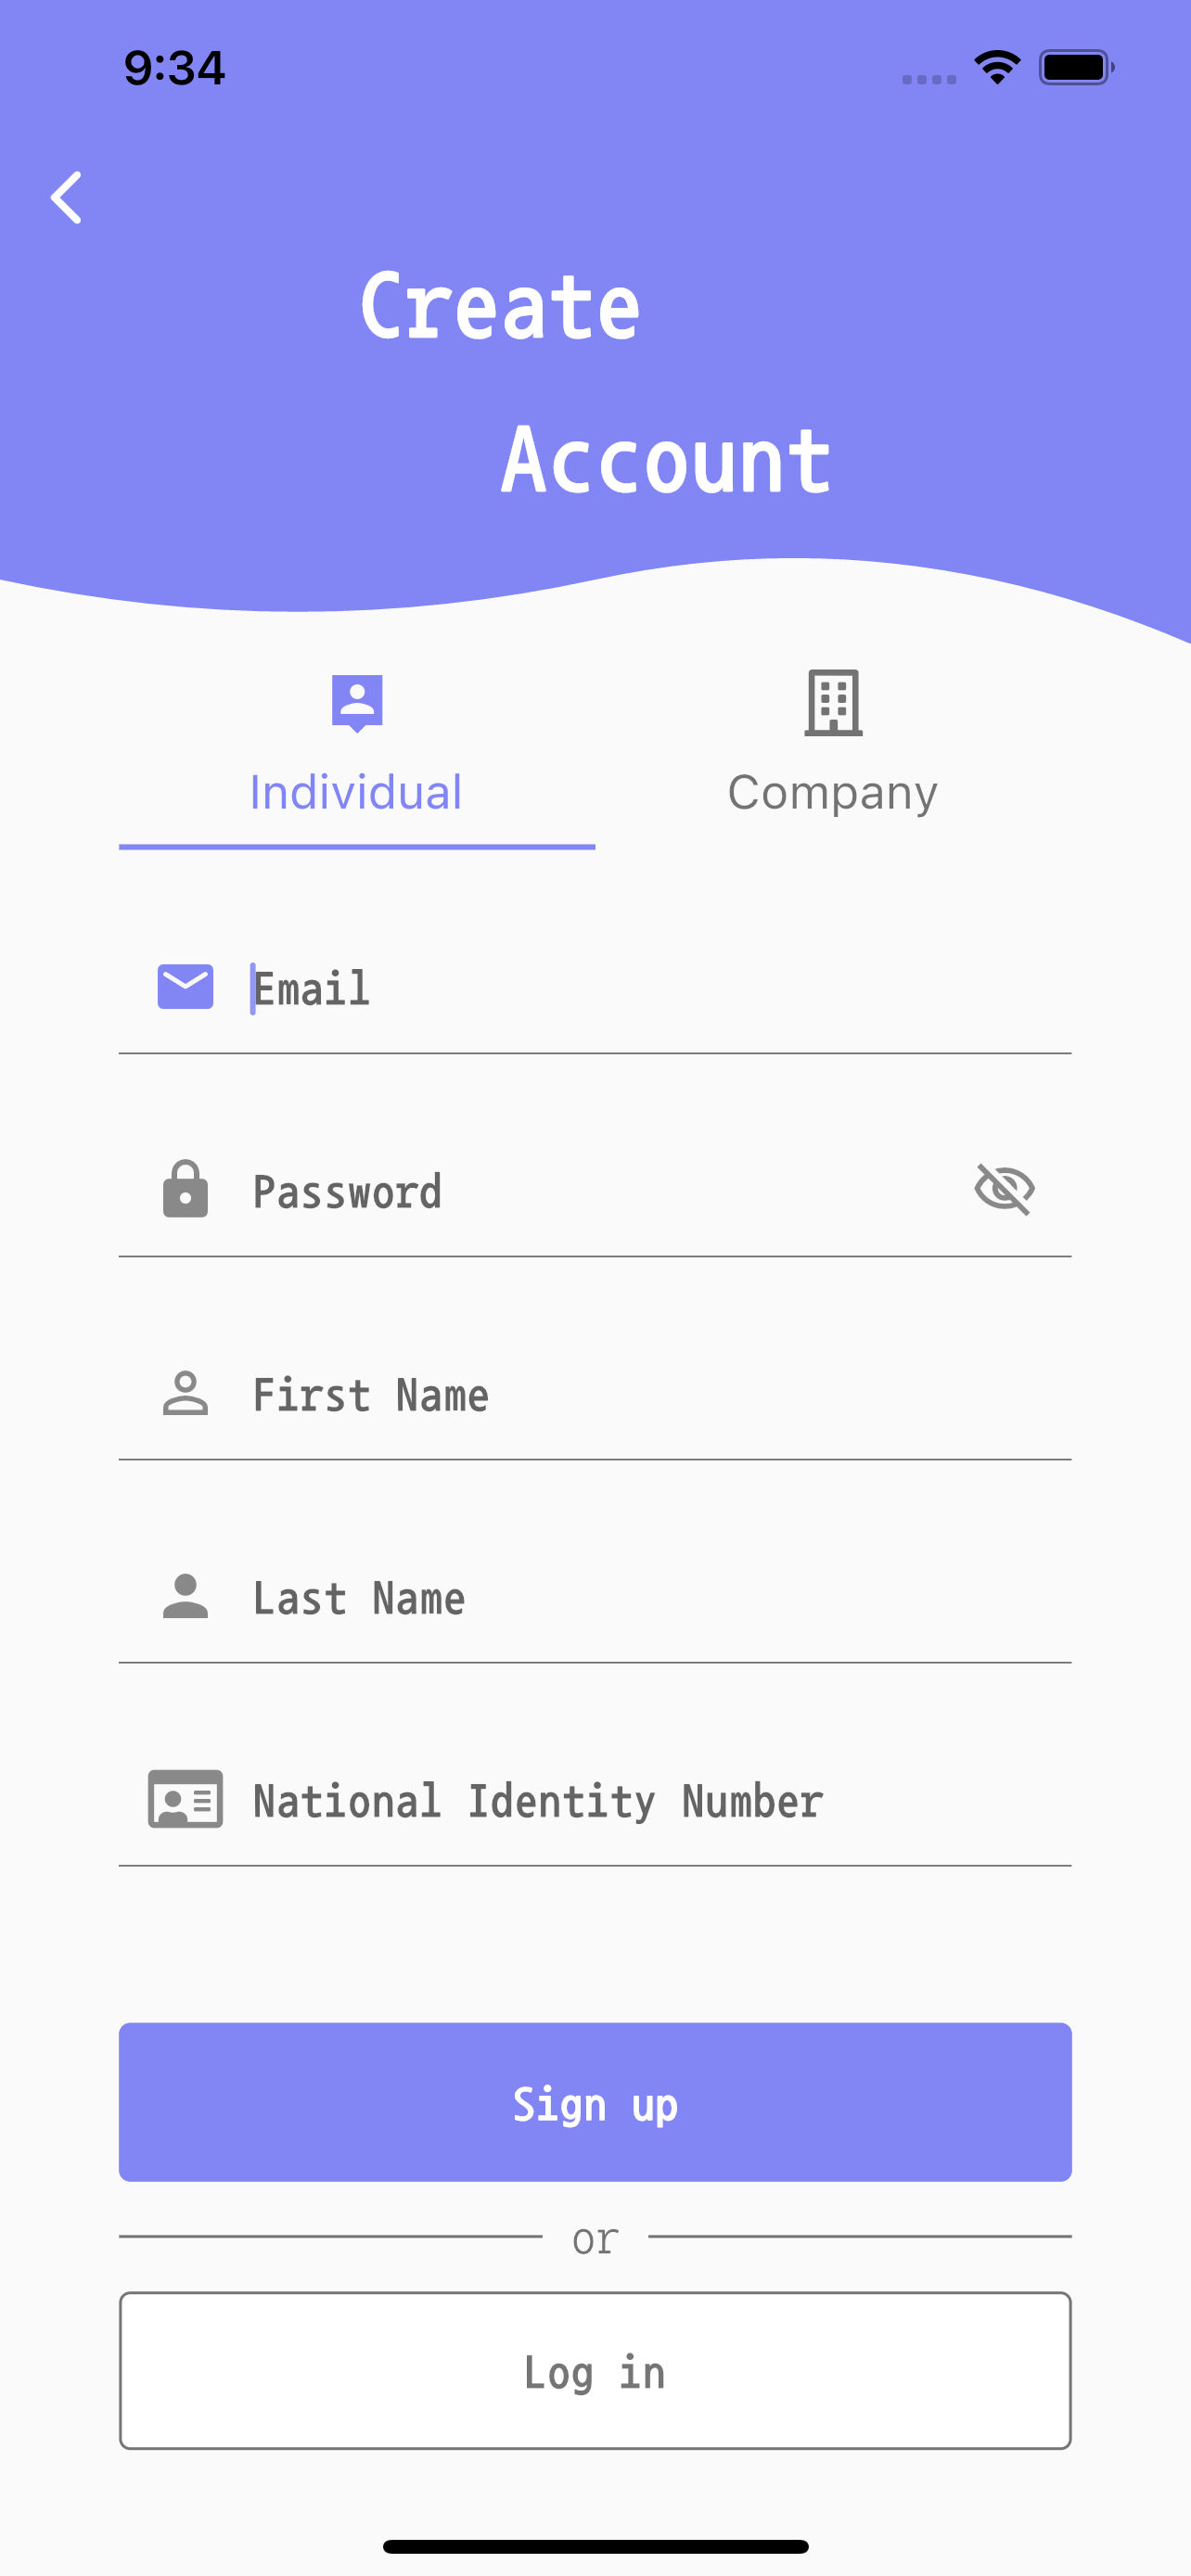 9:34
Create
Account
Individual
Company
Email
Password
First Name
Last Name
National Identity Number
Sign up
or
Log in